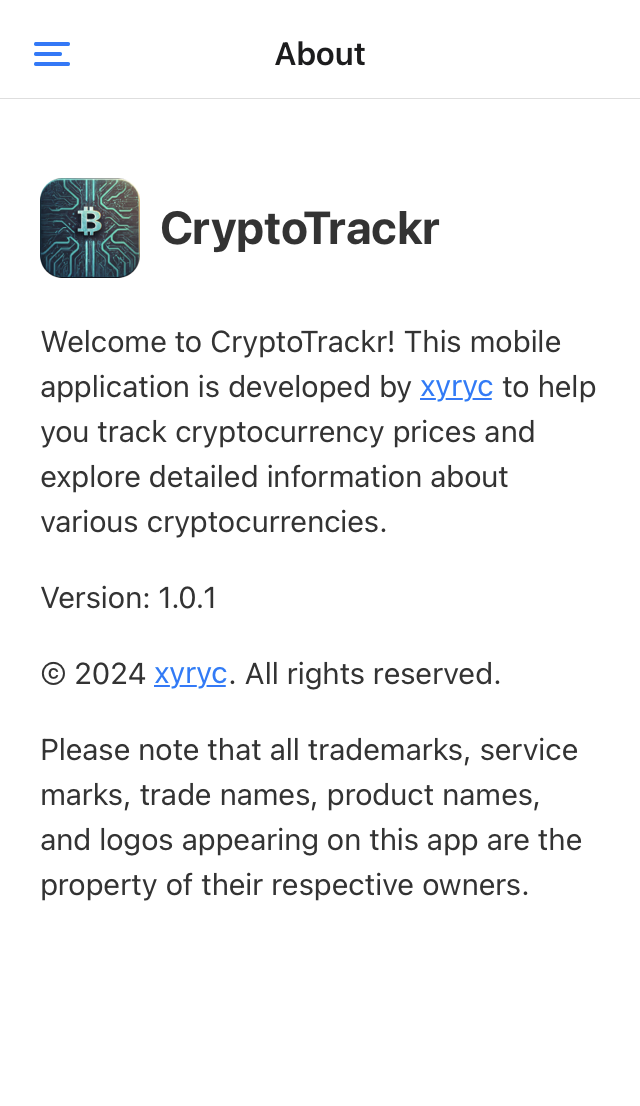 About
CryptoTrackr
Welcome to CryptoTrackr! This mobile
application is developed by xyryc to help
you track cryptocurrency prices and
explore detailed information about
various cryptocurrencies.
Version: 1.0.1
© 2024 xyryc. All rights reserved.
Please note that all trademarks, service
marks, trade names, product names,
and logos appearing on this app are the
property of their respective owners.